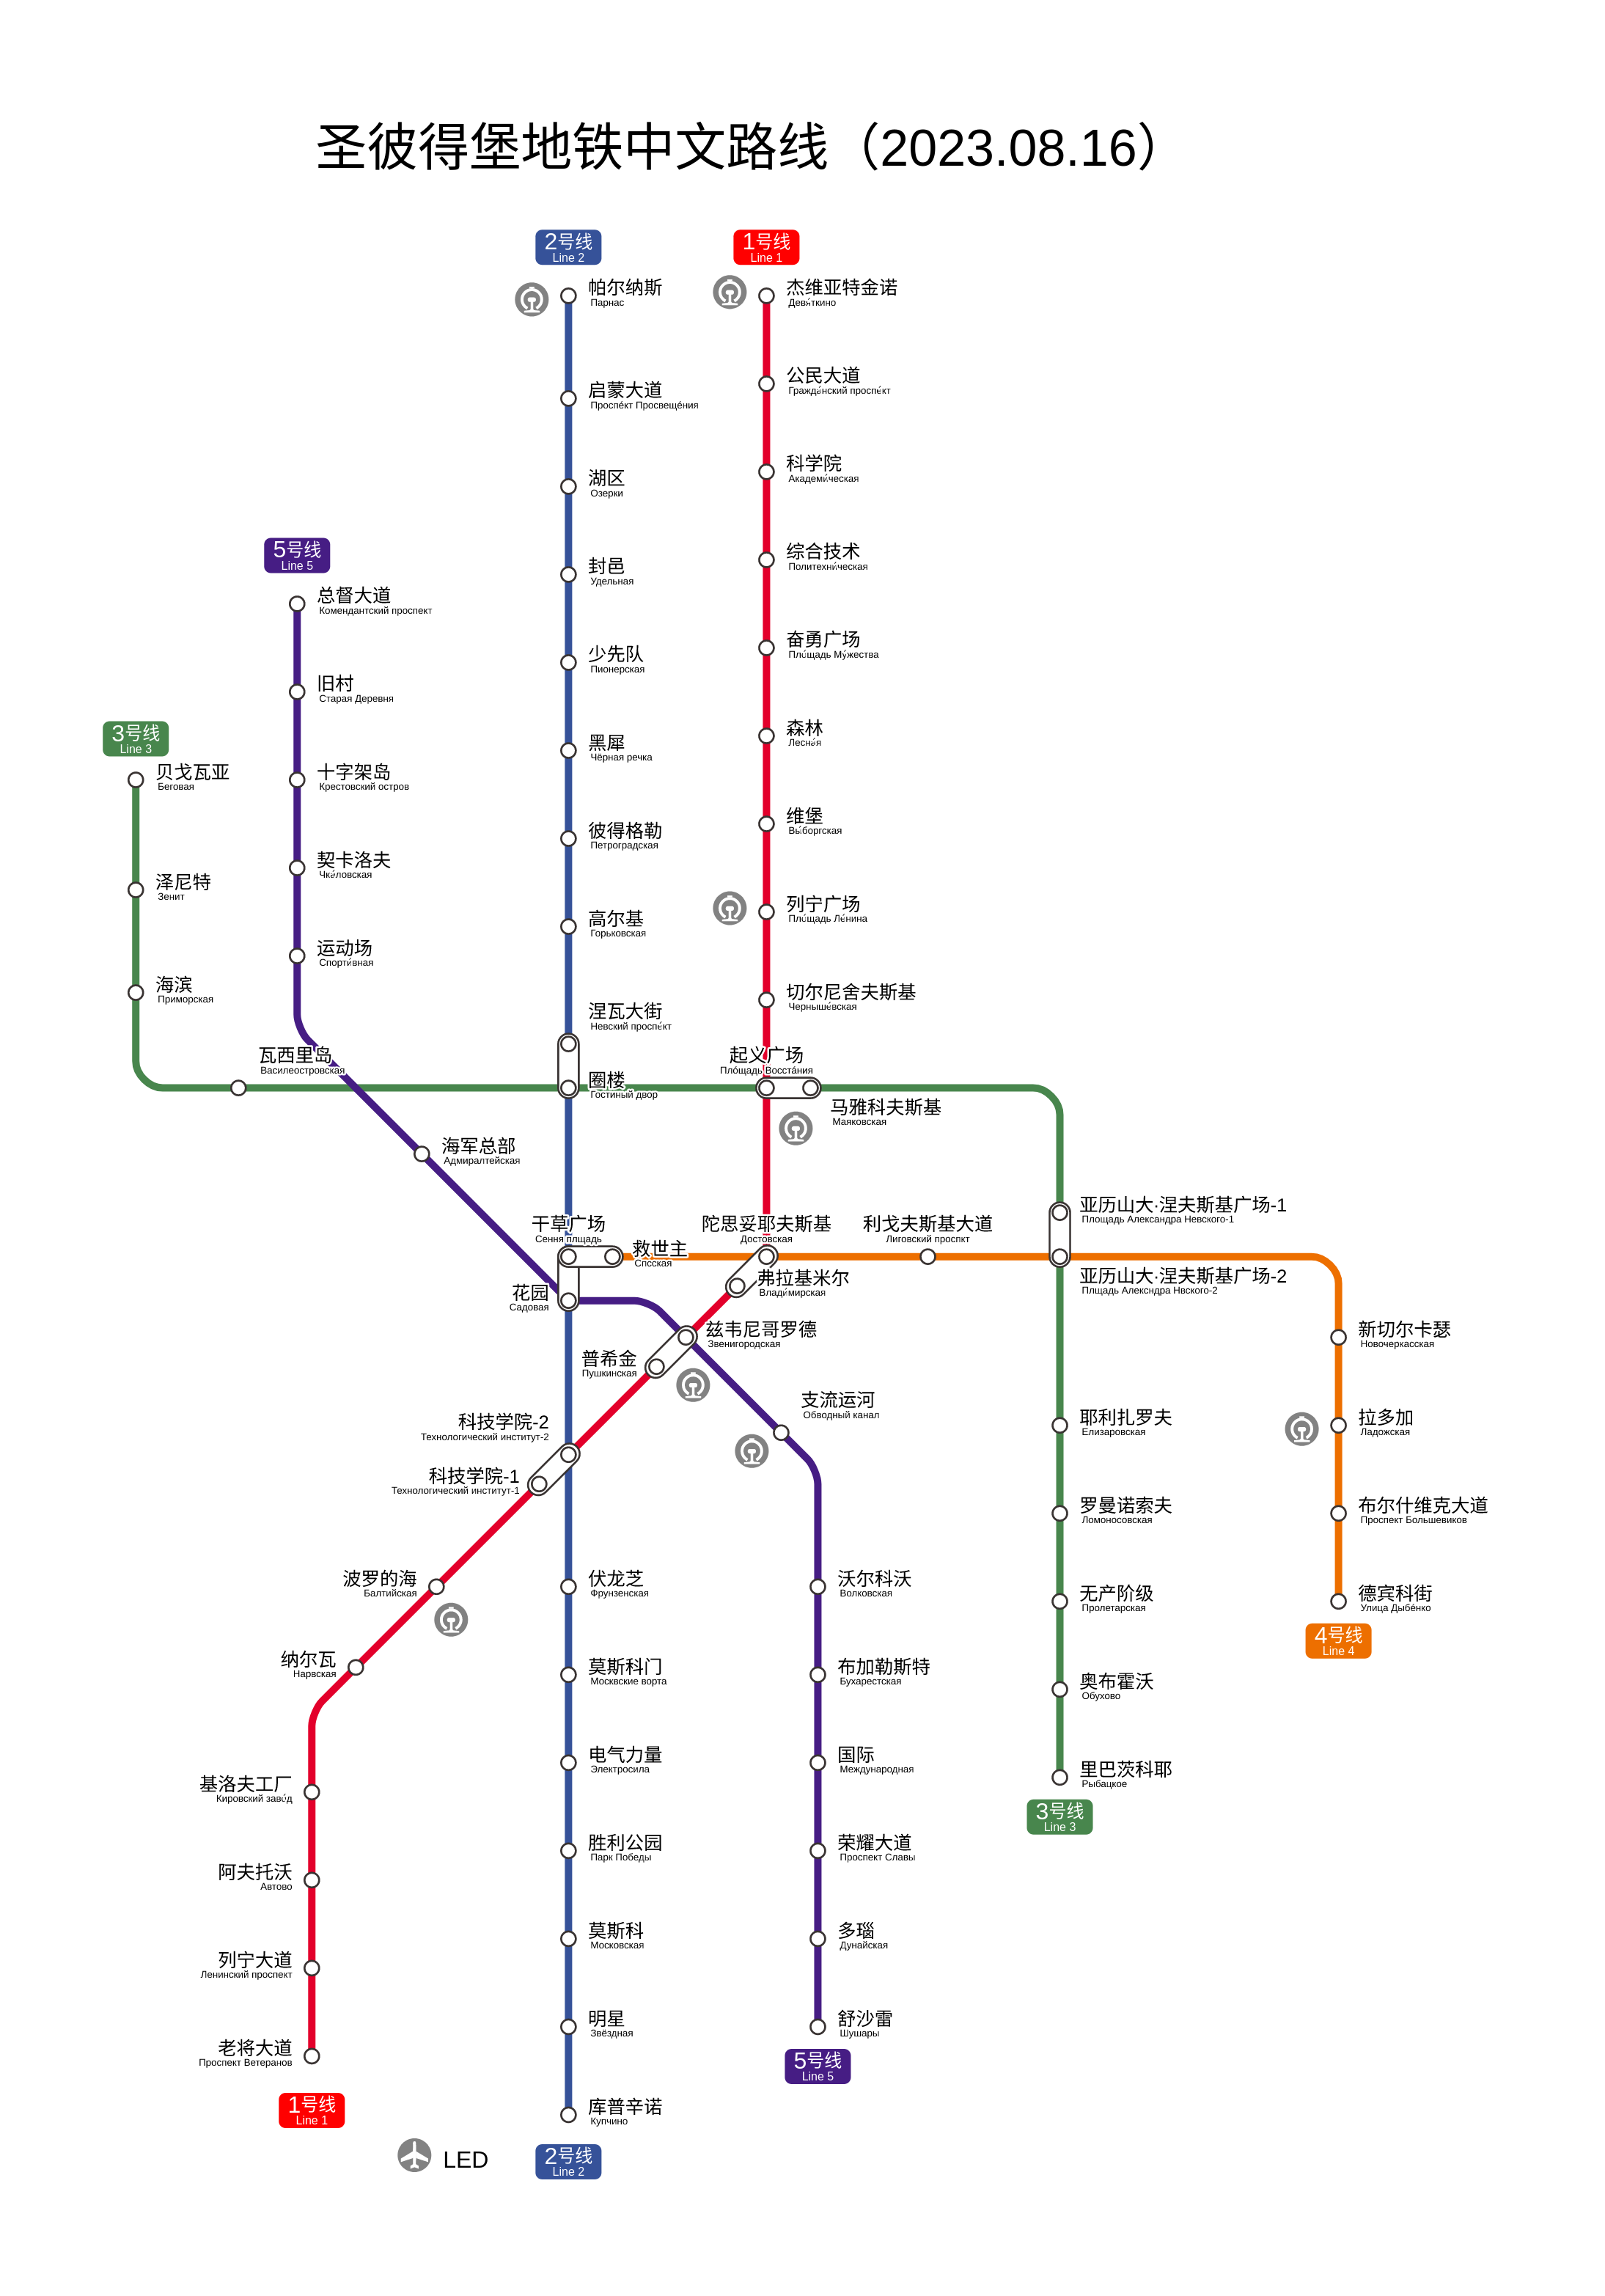 圣彼得堡地铁中文路线（2023.08.16）
2号线
Line 2
1号线
Line 1
帕尔纳斯
Парнас
杰维亚特金诺
Девя́ткино
公民大道
Гражда́нский проспе́кт
启蒙大道
Проспе́кт Просвеще́ния
科学院
Академи́ческая
湖区
Озерки
5号线
Line 5
综合技术
Политехни́ческая
封邑
Удельная
总督大道
Комендантский проспект
奋勇广场
Пло́щадь Му́жества
少先队
Пионерская
旧村
Старая Деревня
森林
Лесна́я
3号线
Line 3
黑犀
Чёрная речка
贝戈瓦亚
Беговая
十字架岛
Крестовский остров
维堡
Вы́боргская
彼得格勒
Петроградская
契卡洛夫
Чка́ловская
泽尼特
Зенит
列宁广场
Пло́щадь Ле́нина
高尔基
Горьковская
运动场
Спорти́вная
海滨
Приморская
切尔尼舍夫斯基
Черныше́вская
涅瓦大街
Невский проспе́кт
瓦西里岛
Василеостровская
起义广场
Пло́щадь Восста́ния
圈楼
Гостиный двор
马雅科夫斯基
Маяковская
海军总部
Адмиралтейская
亚历山大·涅夫斯基广场-1
Площадь Александра Невского-1
干草广场
Сення площадь
救世主
Спсская
陀思妥耶夫斯基
Достовская
利戈夫斯基大道
Лиговский проспкт
亚历山大·涅夫斯基广场-2
Плщадь Алексндра Нвского-2
弗拉基米尔
Влади́мирская
花园
Садовая
兹韦尼哥罗德
Звенигородская
新切尔卡瑟
Новочеркасская
普希金
Пушкинская
支流运河
Обводный канал
科技学院-2
Технологический институт-2
耶利扎罗夫
Елизаровская
拉多加
Ладожская
科技学院-1
Технологический институт-1
罗曼诺索夫
Ломоносовская
布尔什维克大道
Проспект Большевиков
波罗的海
Балтийская
伏龙芝
Фрунзенская
沃尔科沃
Волковская
无产阶级
Пролетарская
德宾科街
Улица Дыбе́нко
4号线
Line 4
纳尔瓦
Нарвская
莫斯科门
Москвские ворта
布加勒斯特
Бухарестская
奥布霍沃
Обухово
电气力量
Электросила
国际
Международная
里巴茨科耶
Рыбацкое
3号线
Line 3
基洛夫工厂
Кировский заво́д
胜利公园
Парк Победы
荣耀大道
Проспект Славы
阿夫托沃
Автово
莫斯科
Московская
多瑙
Дунайская
列宁大道
Ленинский проспект
明星
Звёздная
舒沙雷
Шушары
5号线
Line 5
老将大道
Проспект Ветеранов
1号线
Line 1
库普辛诺
Купчино
LED
2号线
Line 2